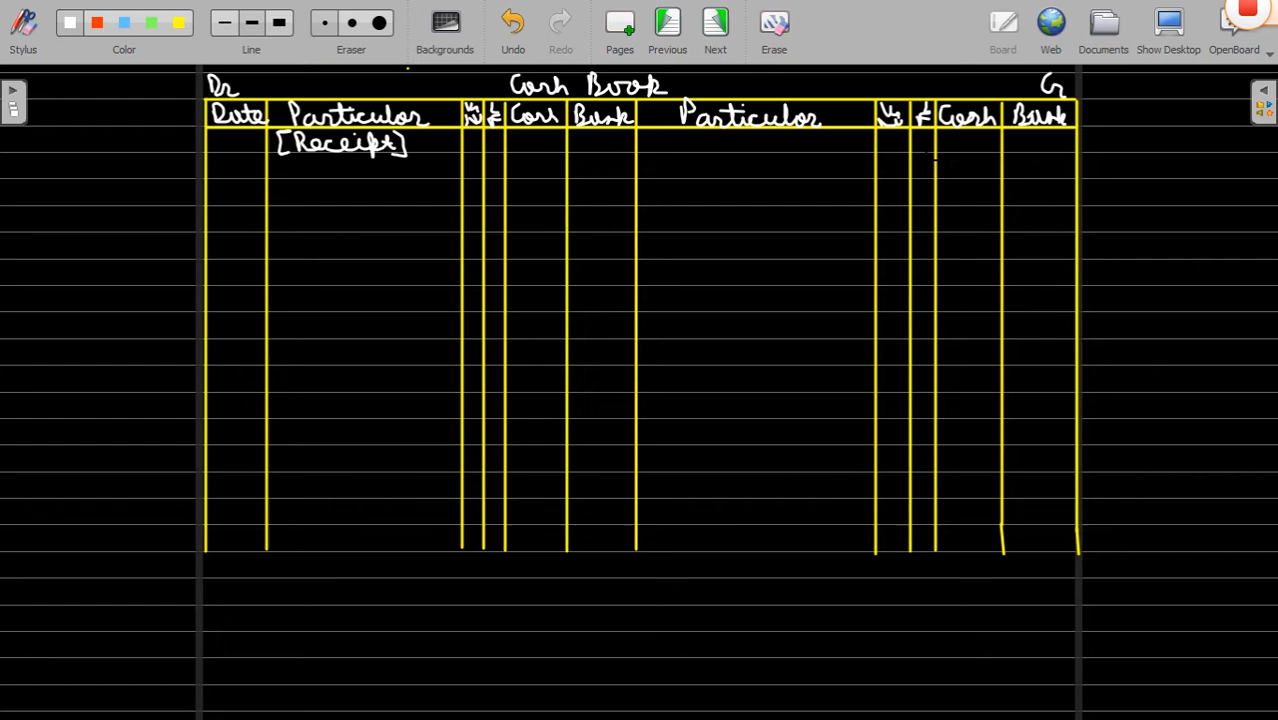 Stylus Color Line Eraser Backgrounds Undo Redo Pages Previous Next Erase Board Web Documents Show Desktop OpenBoard
Dr Cash Book Cr
Date Particular Cash Bank Particular Cash Bank
[Receipt]